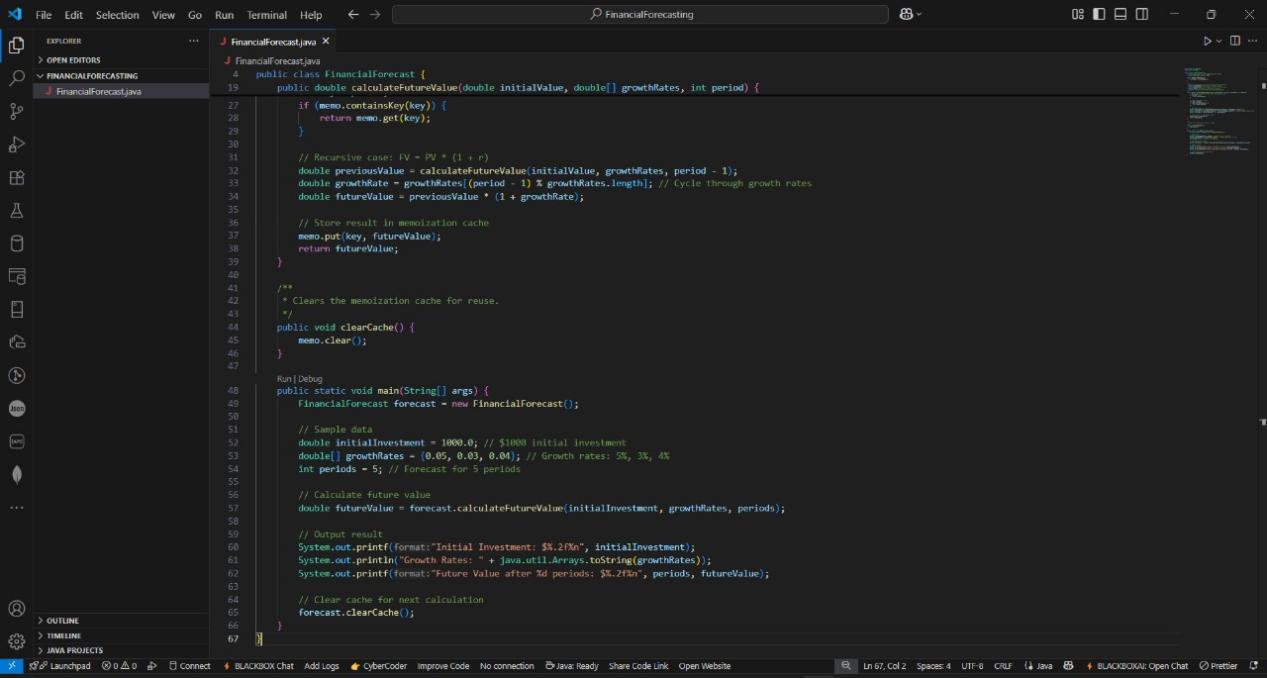 File Edit Selection View Go Run Terminal Help FinancialForecasting
EXPLORER
OPEN EDITORS
FINANCIALFORECASTING
J FinancialForecast.java
OUTLINE
TIMELINE
JAVA PROJECTS
J FinancialForecast.java
J FinancialForecast.java
4 public class FinancialForecast {
19 public double calculateFutureValue(double initialValue, double[] growthRates, int period) {
27 if (memo.containsKey(key)) {
28 return memo.get(key);
29 }
30
31 // Recursive case: FV = PV * (1 + r)
32 double previousValue = calculateFutureValue(initialValue, growthRates, period - 1);
33 double growthRate = growthRates[(period - 1) % growthRates.length]; // Cycle through growth rates
34 double futureValue = previousValue * (1 + growthRate);
35
36 // Store result in memoization cache
37 memo.put(key, futureValue);
38 return futureValue;
39 }
40
41 /**
42 * Clears the memoization cache for reuse.
43 */
44 public void clearCache() {
45 memo.clear();
46 }
47
Run | Debug
48 public static void main(String[] args) {
49 FinancialForecast forecast = new FinancialForecast();
50
51 // Sample data
52 double initialInvestment = 1000.0; // $1000 initial investment
53 double[] growthRates = {0.05, 0.03, 0.04}; // Growth rates: 5%, 3%, 4%
54 int periods = 5; // Forecast for 5 periods
55
56 // Calculate future value
57 double futureValue = forecast.calculateFutureValue(initialInvestment, growthRates, periods);
58
59 // Output result
60 System.out.printf(format:"Initial Investment: $%.2f%n", initialInvestment);
61 System.out.println("Growth Rates: " + java.util.Arrays.toString(growthRates));
62 System.out.printf(format:"Future Value after %d periods: $%.2f%n", periods, futureValue);
63
64 // Clear cache for next calculation
65 forecast.clearCache();
66 }
67 }
Launchpad 0 0 Connect BLACKBOX Chat Add Logs CyberCoder Improve Code No connection Java: Ready Share Code Link Open Website Ln 67, Col 2 Spaces: 4 UTF-8 CRLF Java BLACKBOXAI: Open Chat Prettier